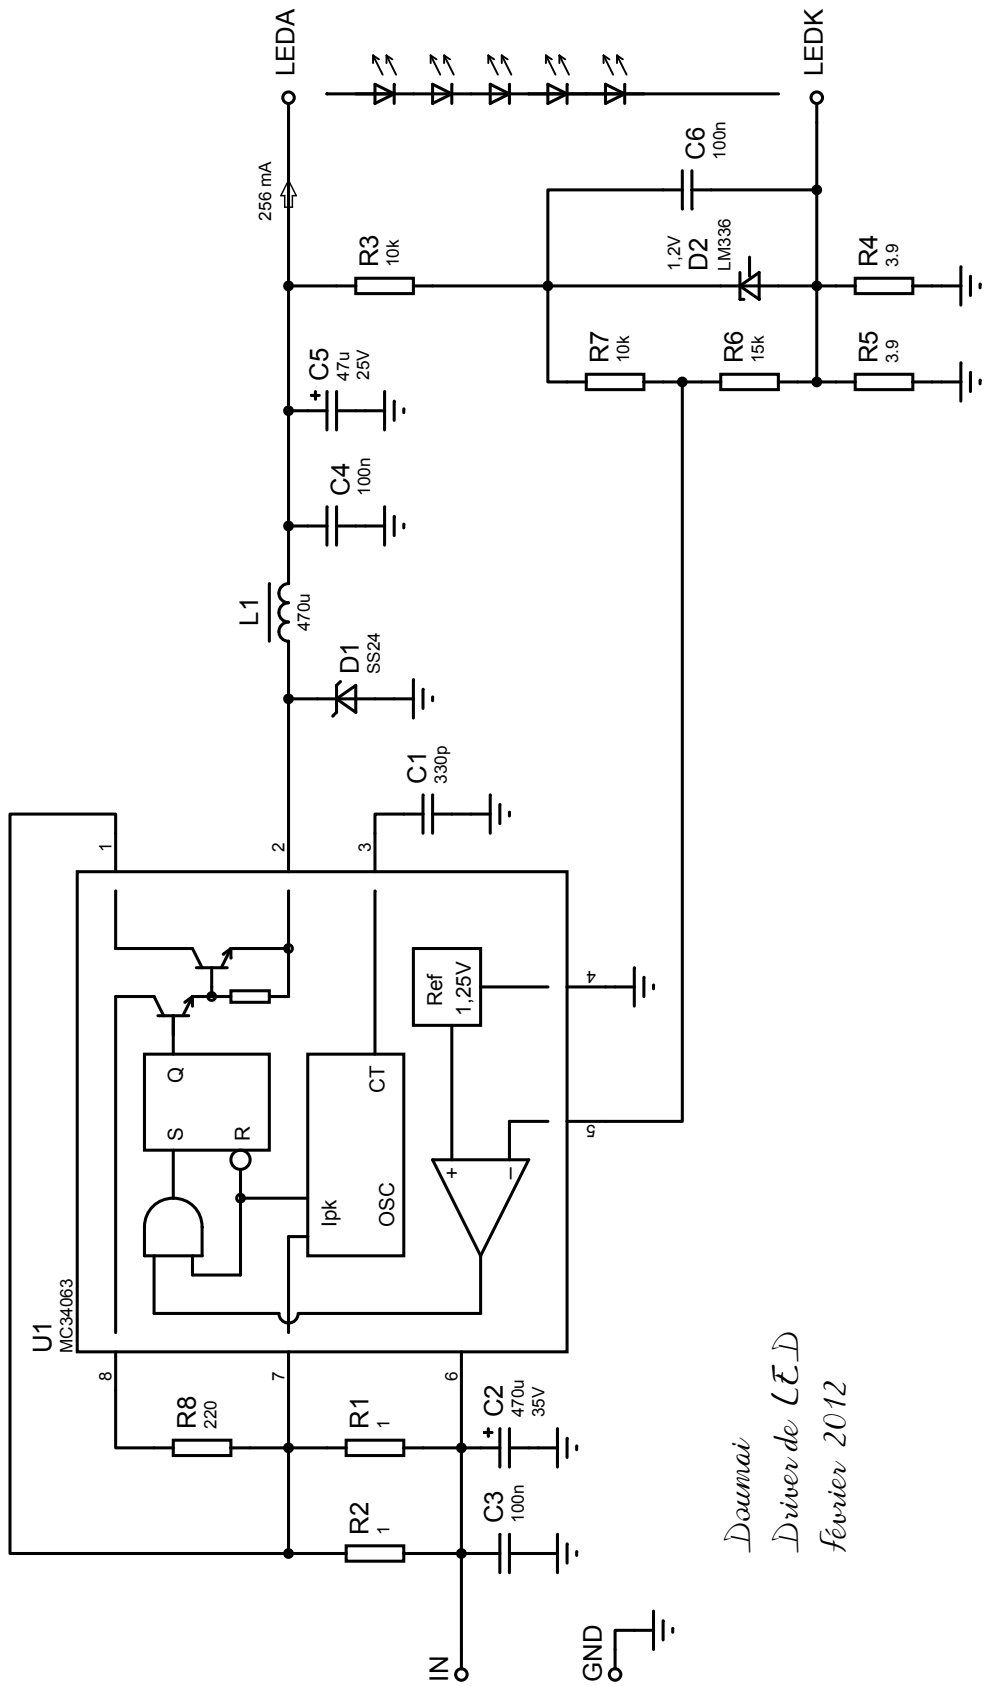 U1
MC34063
8
7
6
1
2
3
4
5
S
Q
R
Ipk
CT
OSC
Ref
1,25V
+
−
IN
GND
R8
220
R1
1
R2
1
C2
470u
35V
+
C3
100n
C1
330p
D1
SS24
L1
470u
C4
100n
C5
47u
25V
+
256 mA
LEDA
R3
10k
R7
10k
R6
15k
1,2V
D2
LM336
C6
100n
R5
3.9
R4
3.9
LEDK
Doumai
Driver de LED
février 2012